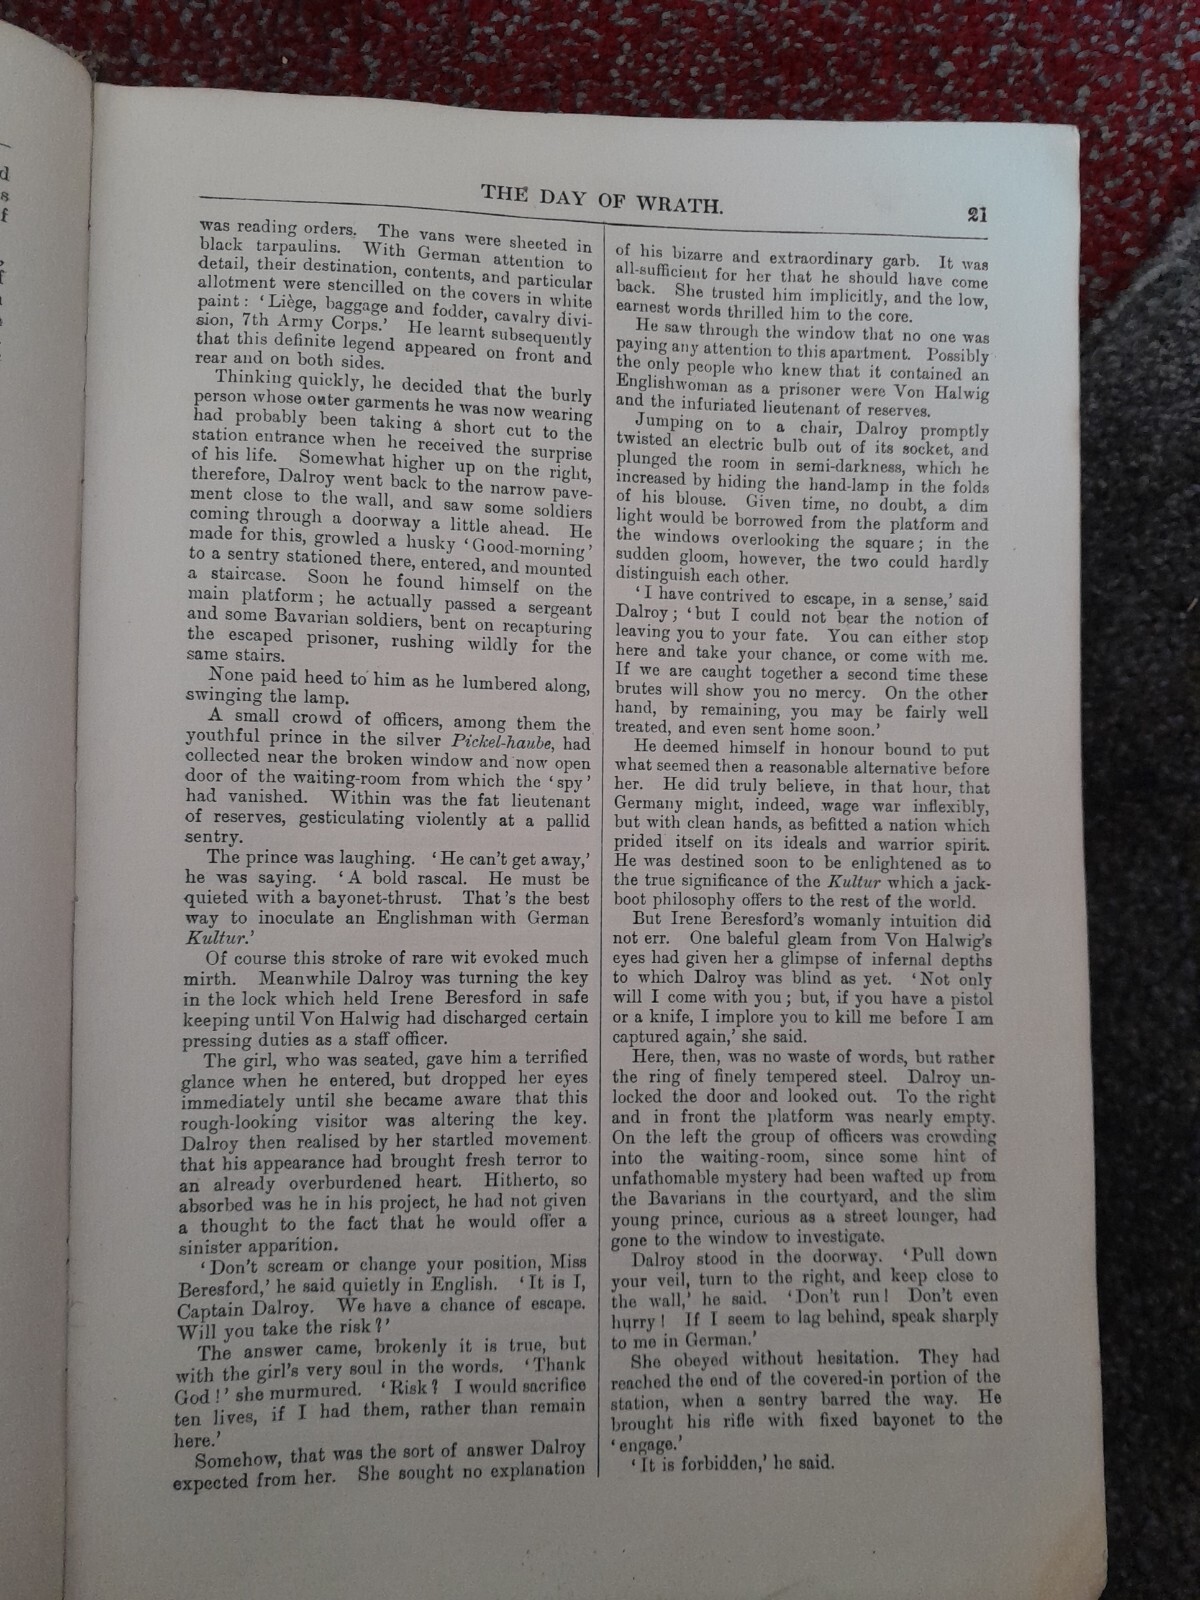 THE DAY OF WRATH.
21
was reading orders. The vans were sheeted in
black tarpaulins. With German attention to
detail, their destination, contents, and particular
allotment were stencilled on the covers in white
paint: ‘Liège, baggage and fodder, cavalry divi-
sion, 7th Army Corps.’ He learnt subsequently
that this definite legend appeared on front and
rear and on both sides.
Thinking quickly, he decided that the burly
person whose outer garments he was now wearing
had probably been taking a short cut to the
station entrance when he received the surprise
of his life. Somewhat higher up on the right,
therefore, Dalroy went back to the narrow pave-
ment close to the wall, and saw some soldiers
coming through a doorway a little ahead. He
made for this, growled a husky ‘Good-morning’
to a sentry stationed there, entered, and mounted
a staircase. Soon he found himself on the
main platform; he actually passed a sergeant
and some Bavarian soldiers, bent on recapturing
the escaped prisoner, rushing wildly for the
same stairs.
None paid heed to him as he lumbered along,
swinging the lamp.
A small crowd of officers, among them the
youthful prince in the silver Pickel-haube, had
collected near the broken window and now open
door of the waiting-room from which the ‘spy’
had vanished. Within was the fat lieutenant
of reserves, gesticulating violently at a pallid
sentry.
The prince was laughing. ‘He can't get away,’
he was saying. ‘A bold rascal. He must be
quieted with a bayonet-thrust. That's the best
way to inoculate an Englishman with German
Kultur.’
Of course this stroke of rare wit evoked much
mirth. Meanwhile Dalroy was turning the key
in the lock which held Irene Beresford in safe
keeping until Von Halwig had discharged certain
pressing duties as a staff officer.
The girl, who was seated, gave him a terrified
glance when he entered, but dropped her eyes
immediately until she became aware that this
rough-looking visitor was altering the key.
Dalroy then realised by her startled movement
that his appearance had brought fresh terror to
an already overburdened heart. Hitherto, so
absorbed was he in his project, he had not given
a thought to the fact that he would offer a
sinister apparition.
‘Don't scream or change your position, Miss
Beresford,’ he said quietly in English. ‘It is I,
Captain Dalroy. We have a chance of escape.
Will you take the risk?’
The answer came, brokenly it is true, but
with the girl's very soul in the words. ‘Thank
God!’ she murmured. ‘Risk? I would sacrifice
ten lives, if I had them, rather than remain
here.’
Somehow, that was the sort of answer Dalroy
expected from her. She sought no explanation
of his bizarre and extraordinary garb. It was
all-sufficient for her that he should have come
back. She trusted him implicitly, and the low,
earnest words thrilled him to the core.
He saw through the window that no one was
paying any attention to this apartment. Possibly
the only people who knew that it contained an
Englishwoman as a prisoner were Von Halwig
and the infuriated lieutenant of reserves.
Jumping on to a chair, Dalroy promptly
twisted an electric bulb out of its socket, and
plunged the room in semi-darkness, which he
increased by hiding the hand-lamp in the folds
of his blouse. Given time, no doubt, a dim
light would be borrowed from the platform and
the windows overlooking the square; in the
sudden gloom, however, the two could hardly
distinguish each other.
‘I have contrived to escape, in a sense,’ said
Dalroy; ‘but I could not bear the notion of
leaving you to your fate. You can either stop
here and take your chance, or come with me.
If we are caught together a second time these
brutes will show you no mercy. On the other
hand, by remaining, you may be fairly well
treated, and even sent home soon.’
He deemed himself in honour bound to put
what seemed then a reasonable alternative before
her. He did truly believe, in that hour, that
Germany might, indeed, wage war inflexibly,
but with clean hands, as befitted a nation which
prided itself on its ideals and warrior spirit.
He was destined soon to be enlightened as to
the true significance of the Kultur which a jack-
boot philosophy offers to the rest of the world.
But Irene Beresford's womanly intuition did
not err. One baleful gleam from Von Halwig's
eyes had given her a glimpse of infernal depths
to which Dalroy was blind as yet. ‘Not only
will I come with you; but, if you have a pistol
or a knife, I implore you to kill me before I am
captured again,’ she said.
Here, then, was no waste of words, but rather
the ring of finely tempered steel. Dalroy un-
locked the door and looked out. To the right
and in front the platform was nearly empty.
On the left the group of officers was crowding
into the waiting-room, since some hint of
unfathomable mystery had been wafted up from
the Bavarians in the courtyard, and the slim
young prince, curious as a street lounger, had
gone to the window to investigate.
Dalroy stood in the doorway. ‘Pull down
your veil, turn to the right, and keep close to
the wall,’ he said. ‘Don't run! Don't even
hurry! If I seem to lag behind, speak sharply
to me in German.’
She obeyed without hesitation. They had
reached the end of the covered-in portion of the
station, when a sentry barred the way. He
brought his rifle with fixed bayonet to the
‘engage.’
‘It is forbidden,’ he said.